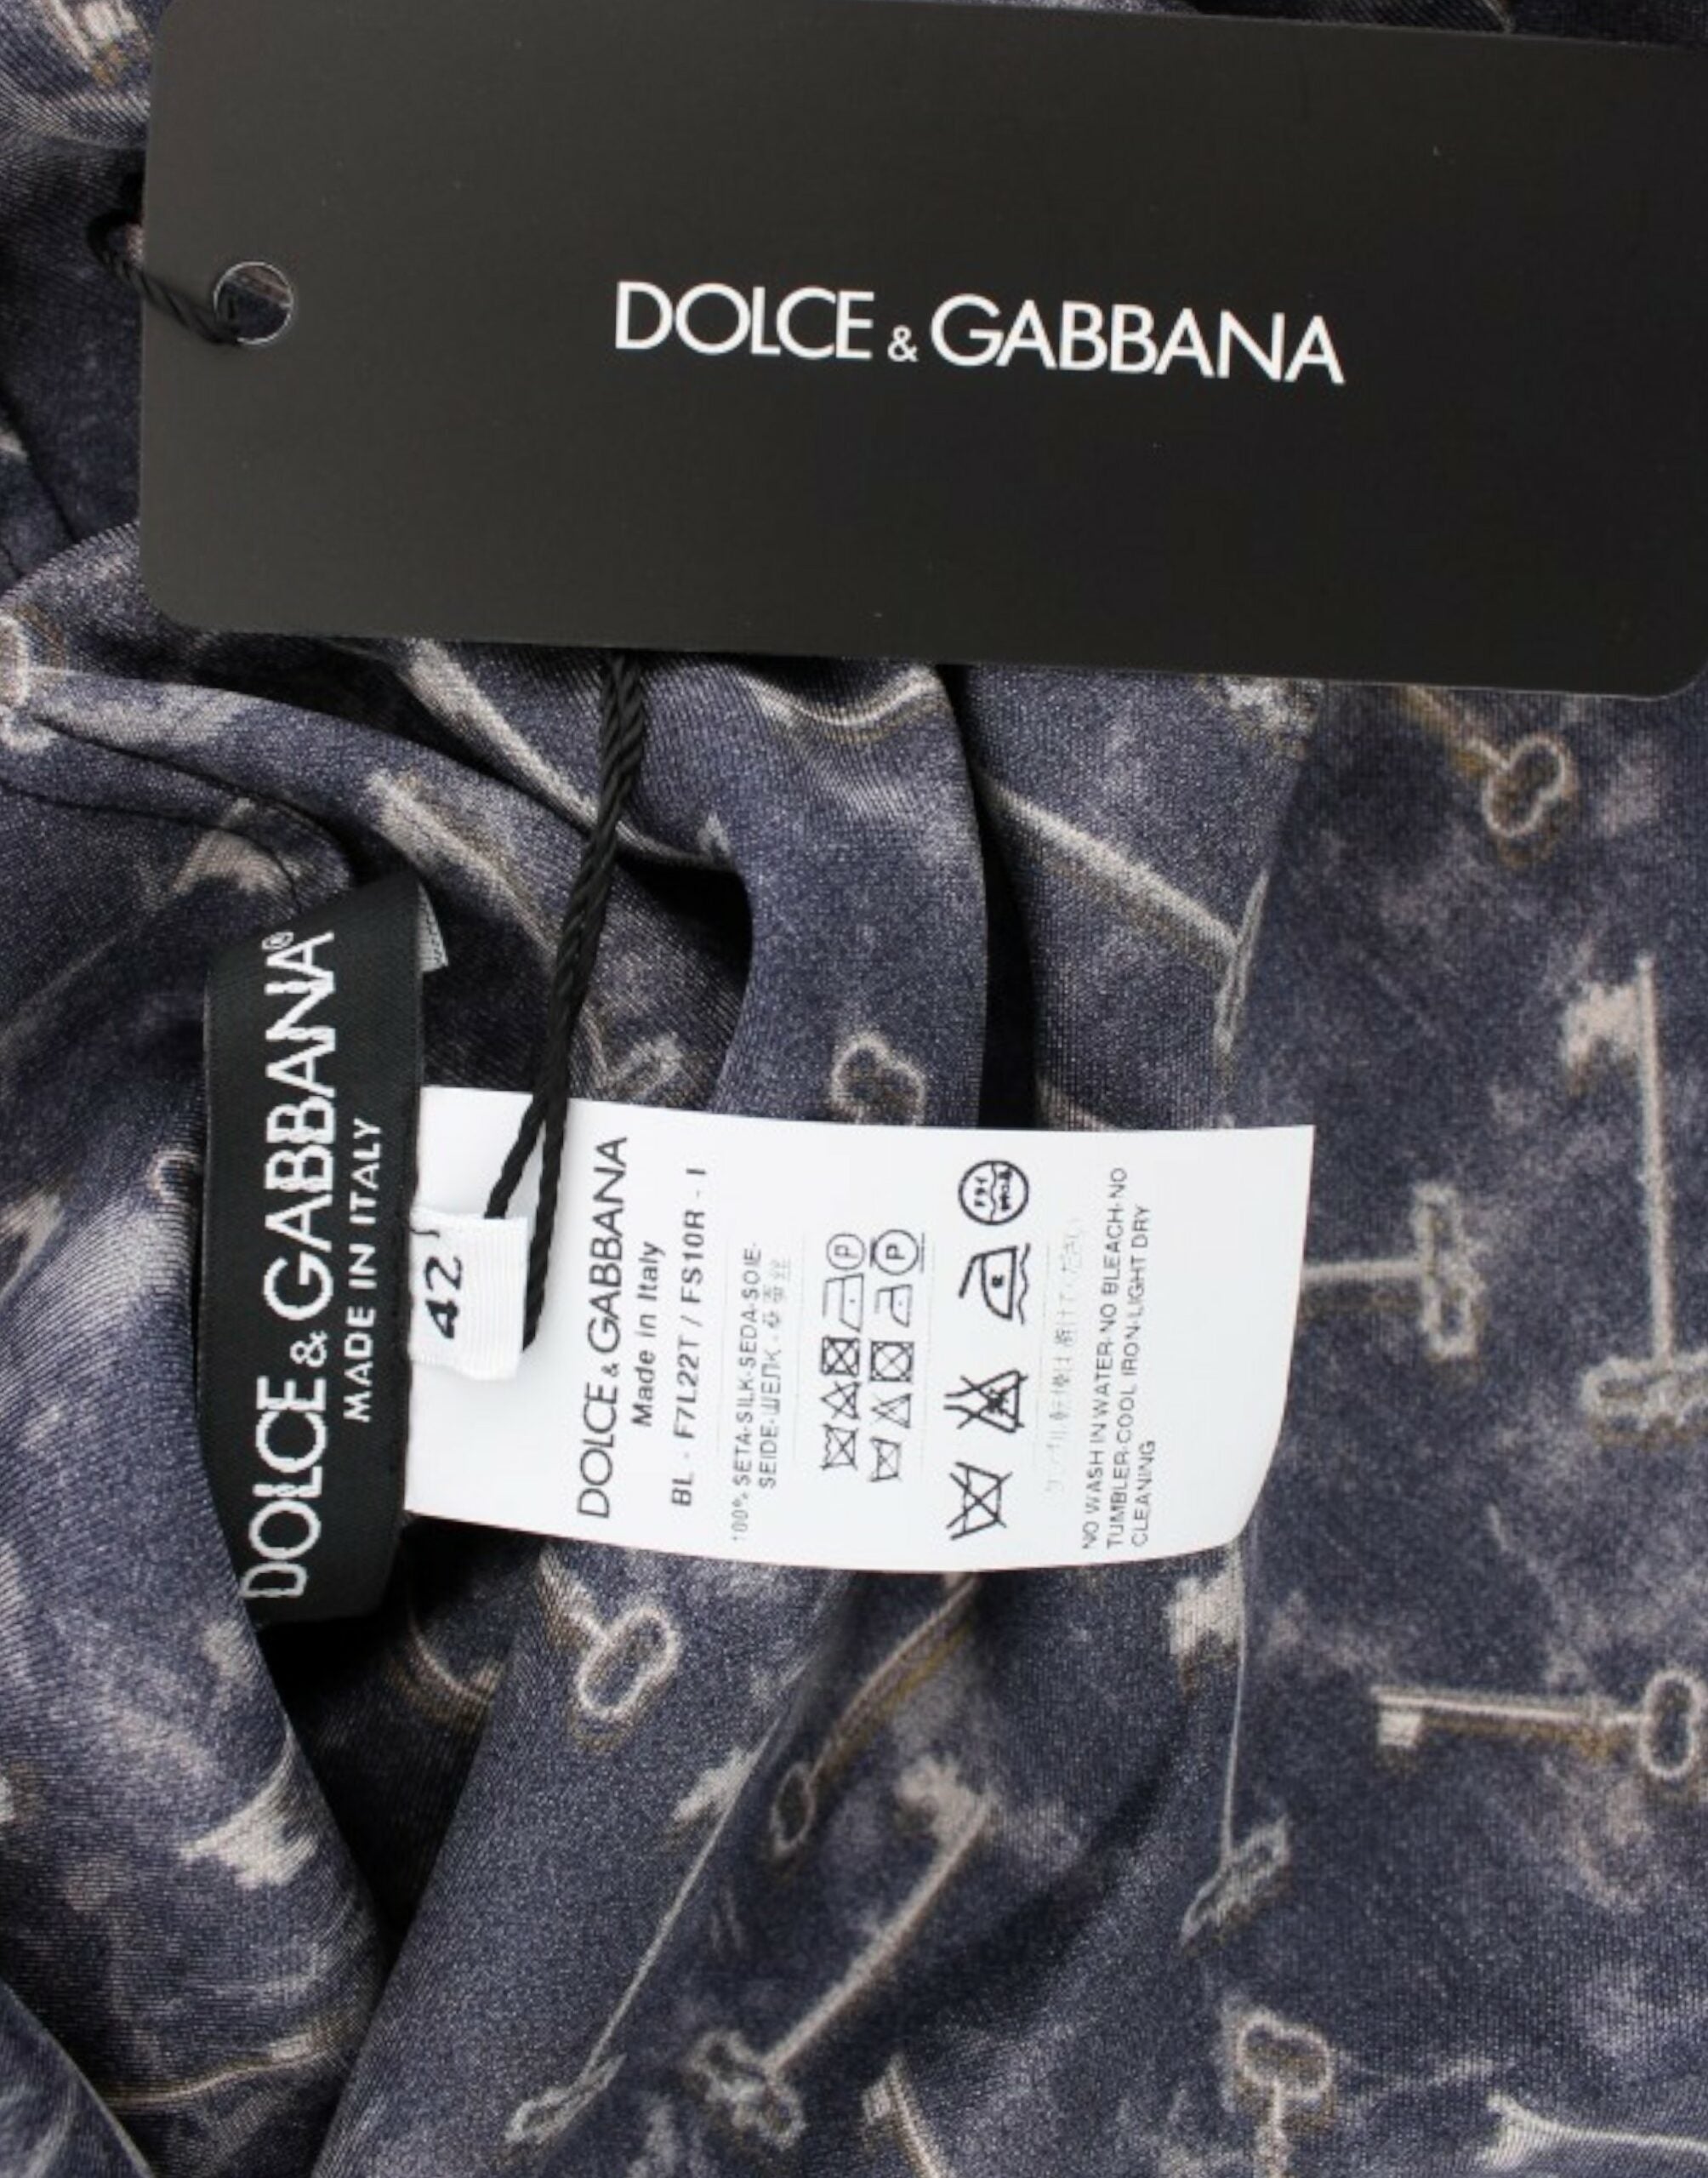 DOLCE & GABBANA
DOLCE & GABBANA®
MADE IN ITALY
42
DOLCE & GABBANA
Made in Italy
BL - F7L22T / FS10R - I
100% SETA-SILK-SEDA-SOIE-
SEIDE-ШЕЛК-
P
P
NO WASH IN WATER-NO BLEACH-NO
TUMBLER-COOL IRON-LIGHT DRY
CLEANING